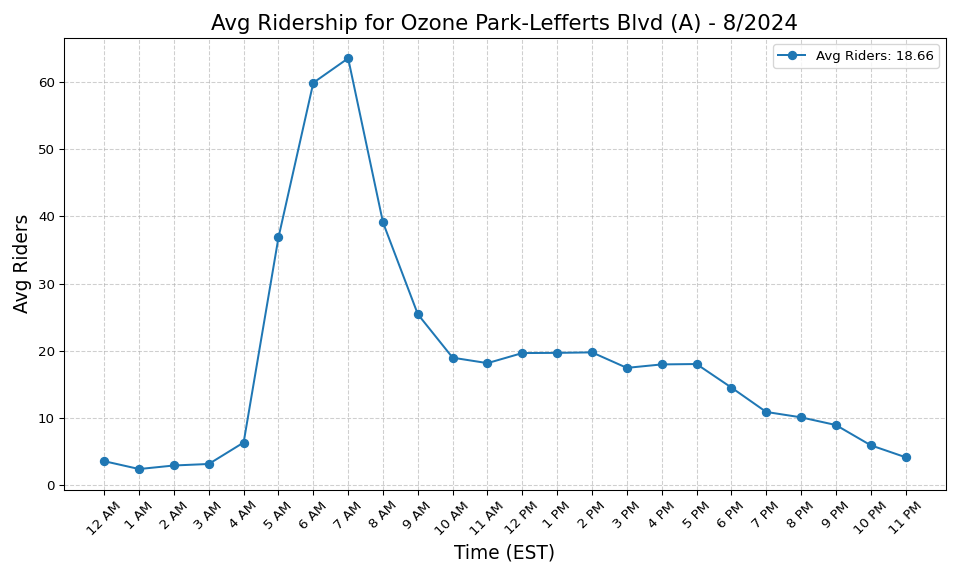 Avg Ridership for Ozone Park-Lefferts Blvd (A) - 8/2024
Avg Riders: 18.66
Avg Riders
60
50
40
30
20
10
0
12 AM
1 AM
2 AM
3 AM
4 AM
5 AM
6 AM
7 AM
8 AM
9 AM
10 AM
11 AM
12 PM
1 PM
2 PM
3 PM
4 PM
5 PM
6 PM
7 PM
8 PM
9 PM
10 PM
11 PM
Time (EST)